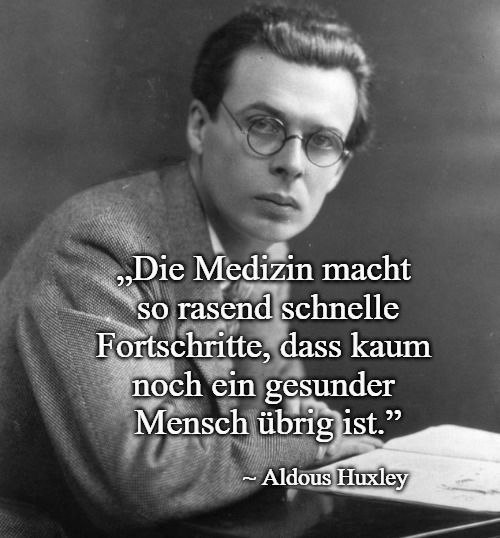 „Die Medizin macht
so rasend schnelle
Fortschritte, dass kaum
noch ein gesunder
Mensch übrig ist.”
~ Aldous Huxley